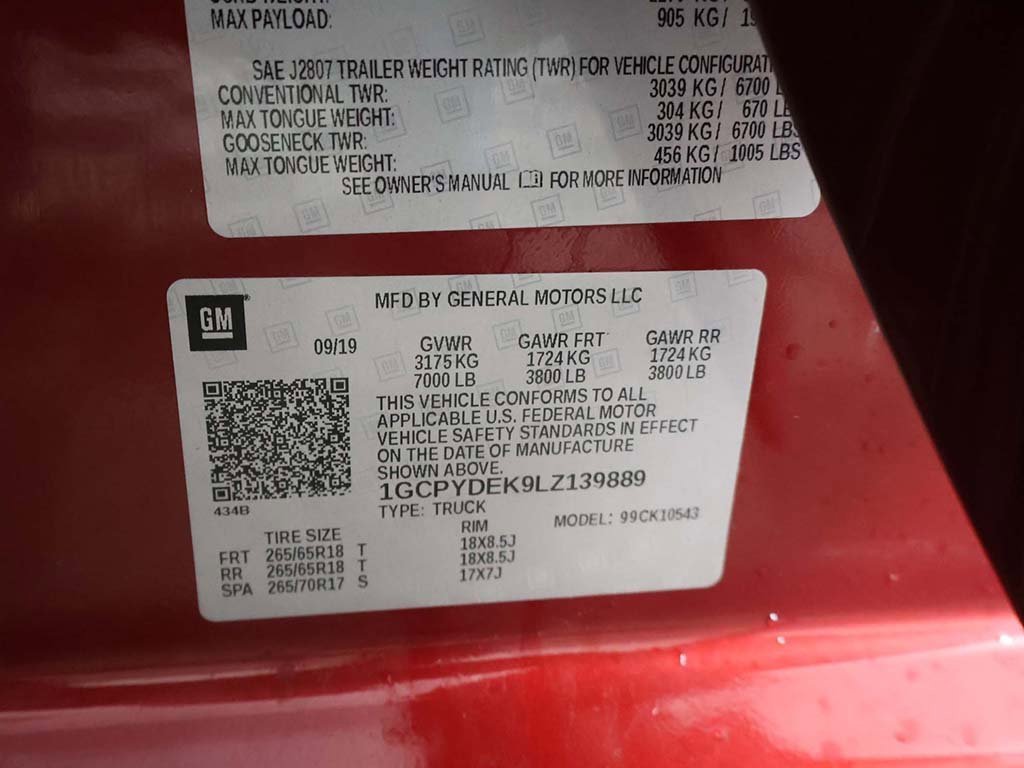 MAX PAYLOAD: 905 KG/
SAE J2807 TRAILER WEIGHT RATING (TWR) FOR VEHICLE
CONVENTIONAL TWR: 3039 KG/ 6700
MAX TONGUE WEIGHT: 304 KG/ 670
GOOSENECK TWR: 3039 KG/ 6700 LBS
MAX TONGUE WEIGHT: 456 KG/ 1005 LBS
SEE OWNER'S MANUAL FOR MORE INFORMATION
GM
MFD BY GENERAL MOTORS LLC
09/19
GVWR GAWR FRT GAWR RR
3175 KG 1724 KG 1724 KG
7000 LB 3800 LB 3800 LB
THIS VEHICLE CONFORMS TO ALL
APPLICABLE U.S. FEDERAL MOTOR
VEHICLE SAFETY STANDARDS IN EFFECT
ON THE DATE OF MANUFACTURE
SHOWN ABOVE.
1GCPYDEK9LZ139889
434B
TYPE: TRUCK MODEL: 99CK10543
TIRE SIZE RIM
FRT 265/65R18 T 18X8.5J
RR 265/65R18 T 18X8.5J
SPA 265/70R17 S 17X7J